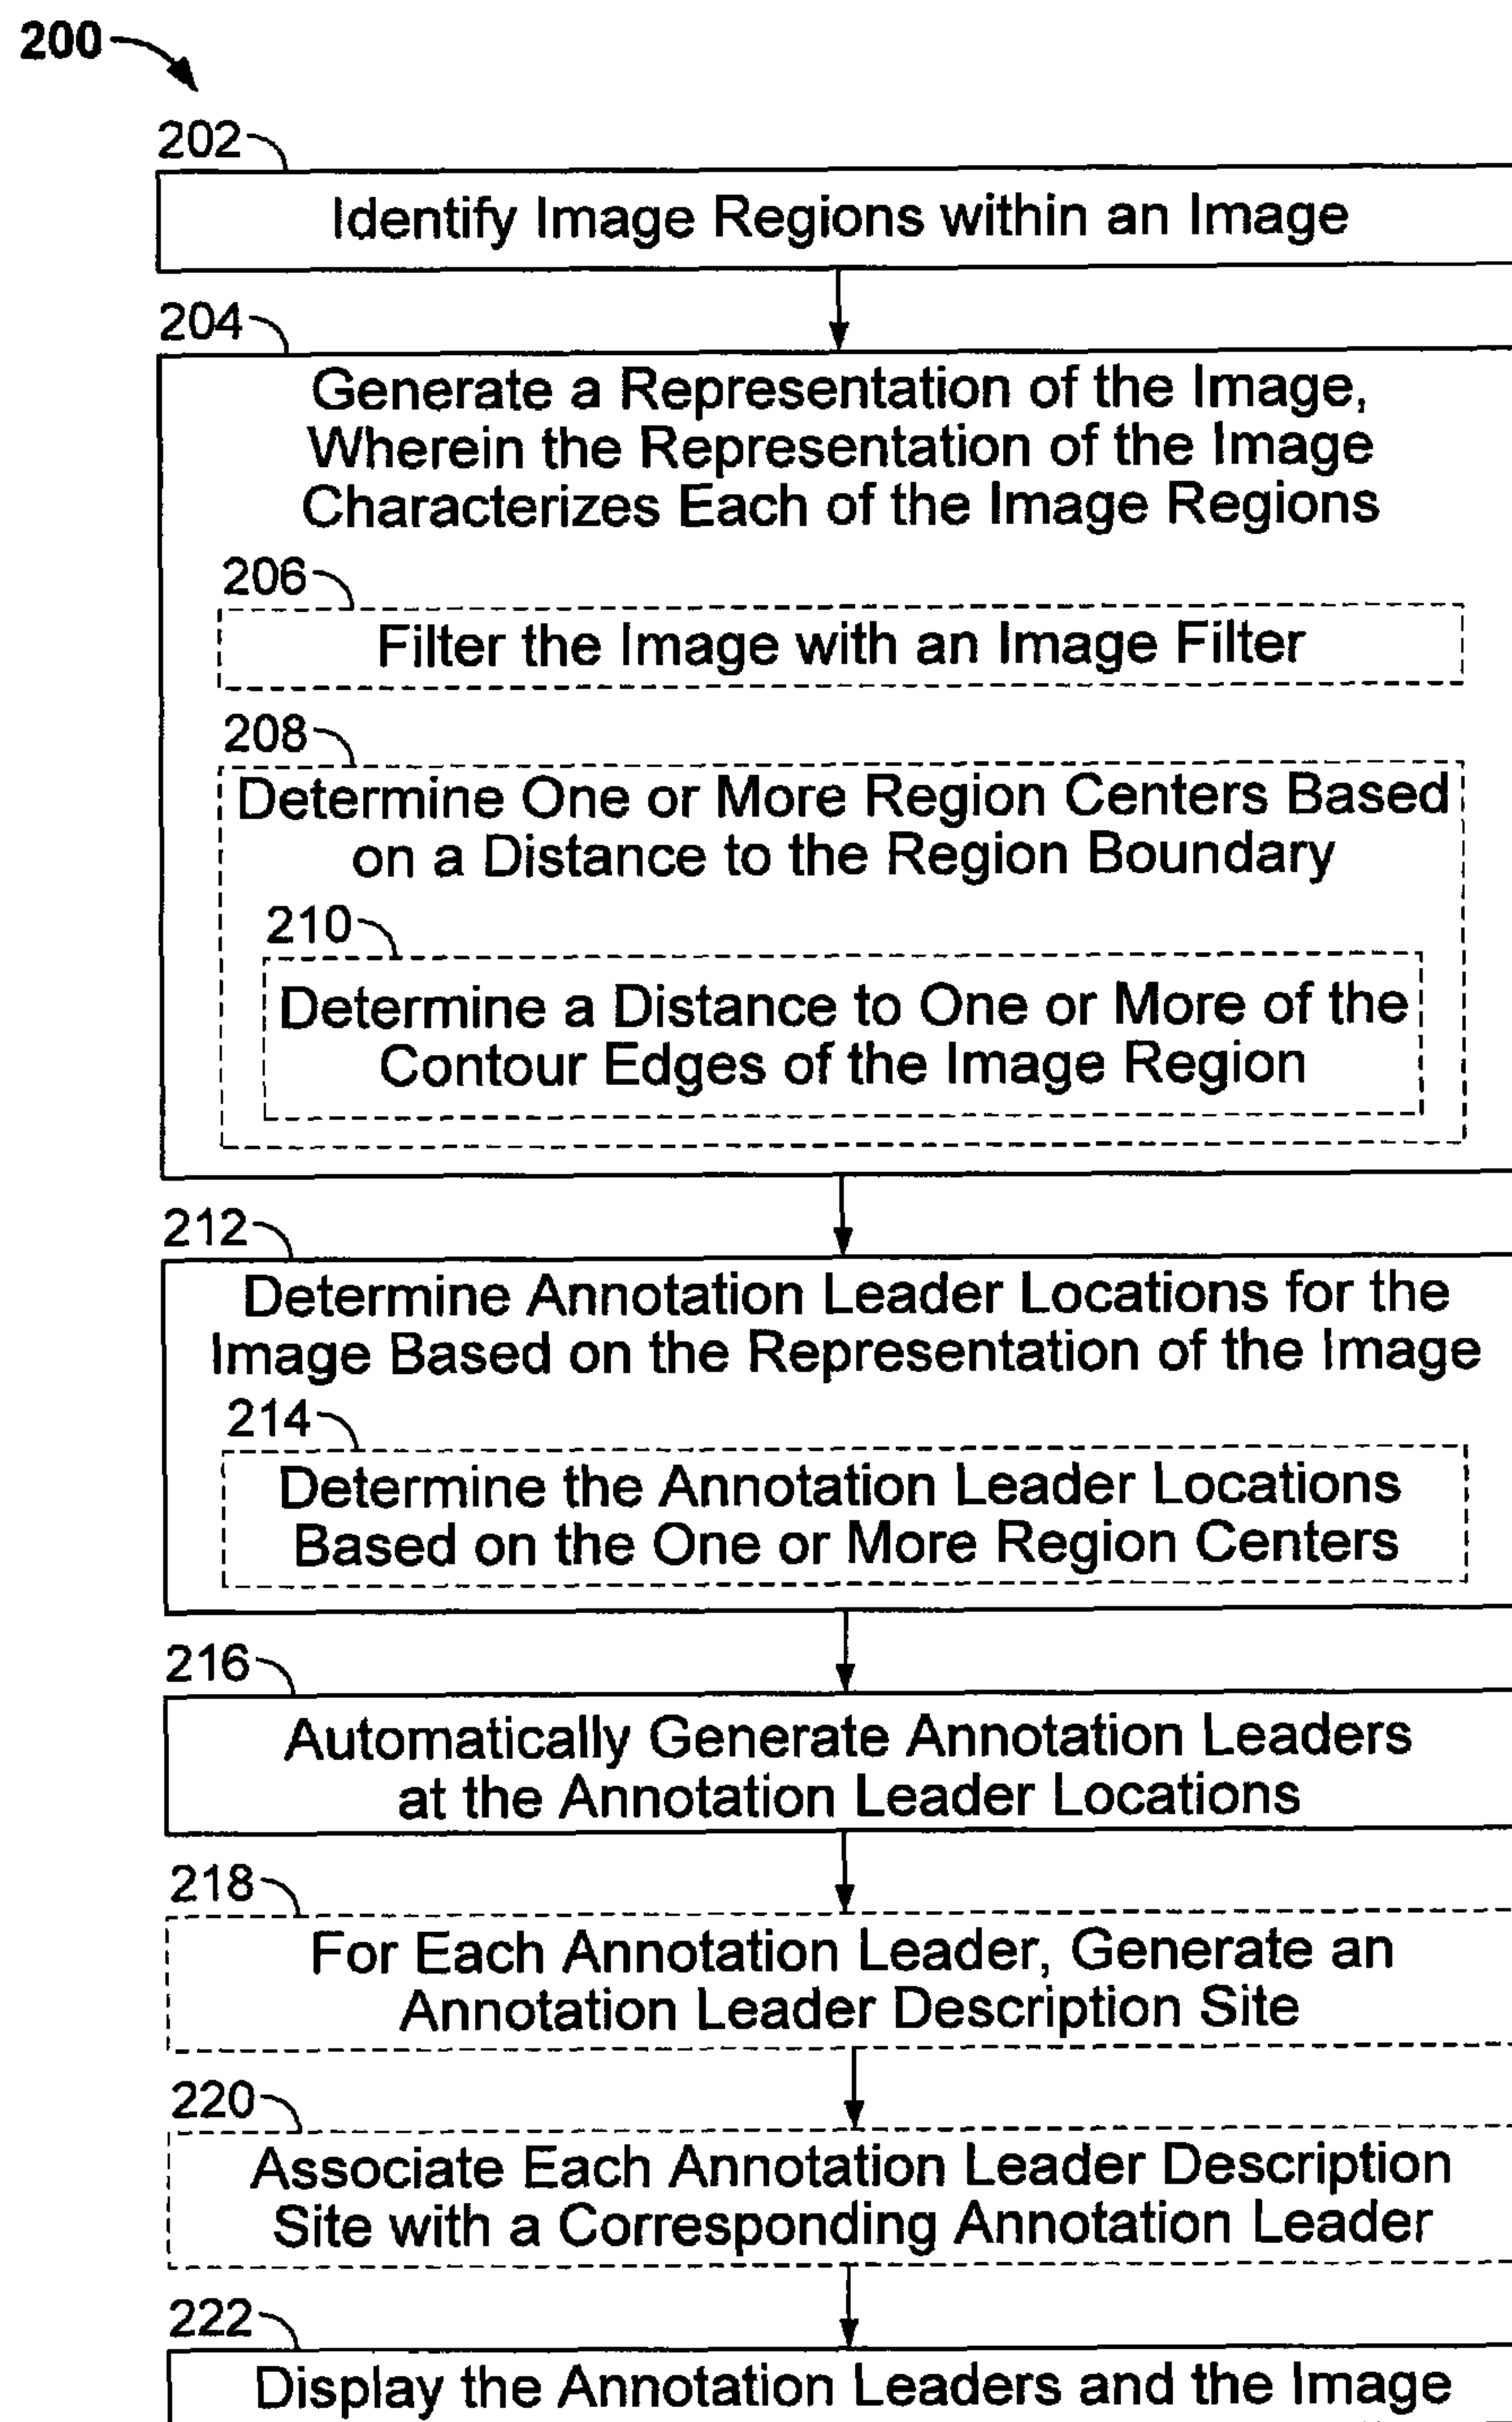 200
202
Identify Image Regions within an Image
204
Generate a Representation of the Image,
Wherein the Representation of the Image
Characterizes Each of the Image Regions
206
Filter the Image with an Image Filter
208
Determine One or More Region Centers Based
on a Distance to the Region Boundary
210
Determine a Distance to One or More of the
Contour Edges of the Image Region
212
Determine Annotation Leader Locations for the
Image Based on the Representation of the Image
214
Determine the Annotation Leader Locations
Based on the One or More Region Centers
216
Automatically Generate Annotation Leaders
at the Annotation Leader Locations
218
For Each Annotation Leader, Generate an
Annotation Leader Description Site
220
Associate Each Annotation Leader Description
Site with a Corresponding Annotation Leader
222
Display the Annotation Leaders and the Image